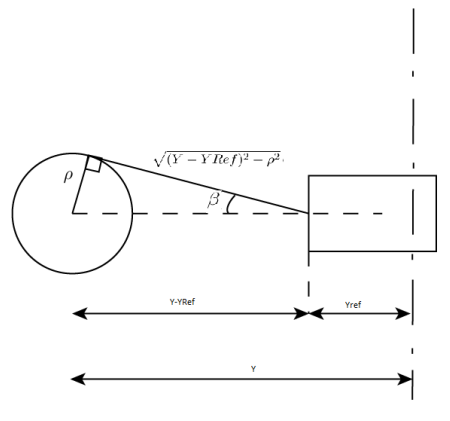 √(Y − YRef)² − ρ²
ρ
β
Y-YRef
Yref
Y